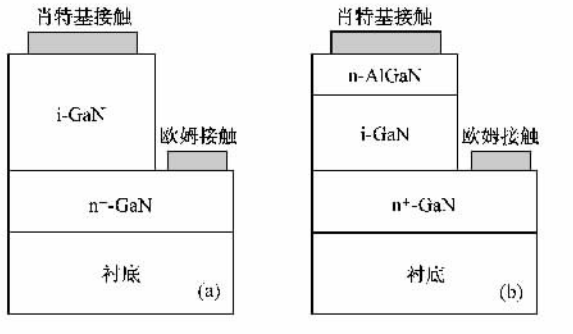 肖特基接触
i-GaN
欧姆接触
n⁻-GaN
衬底
(a)
肖特基接触
n-AlGaN
i-GaN
欧姆接触
n⁺-GaN
衬底
(b)